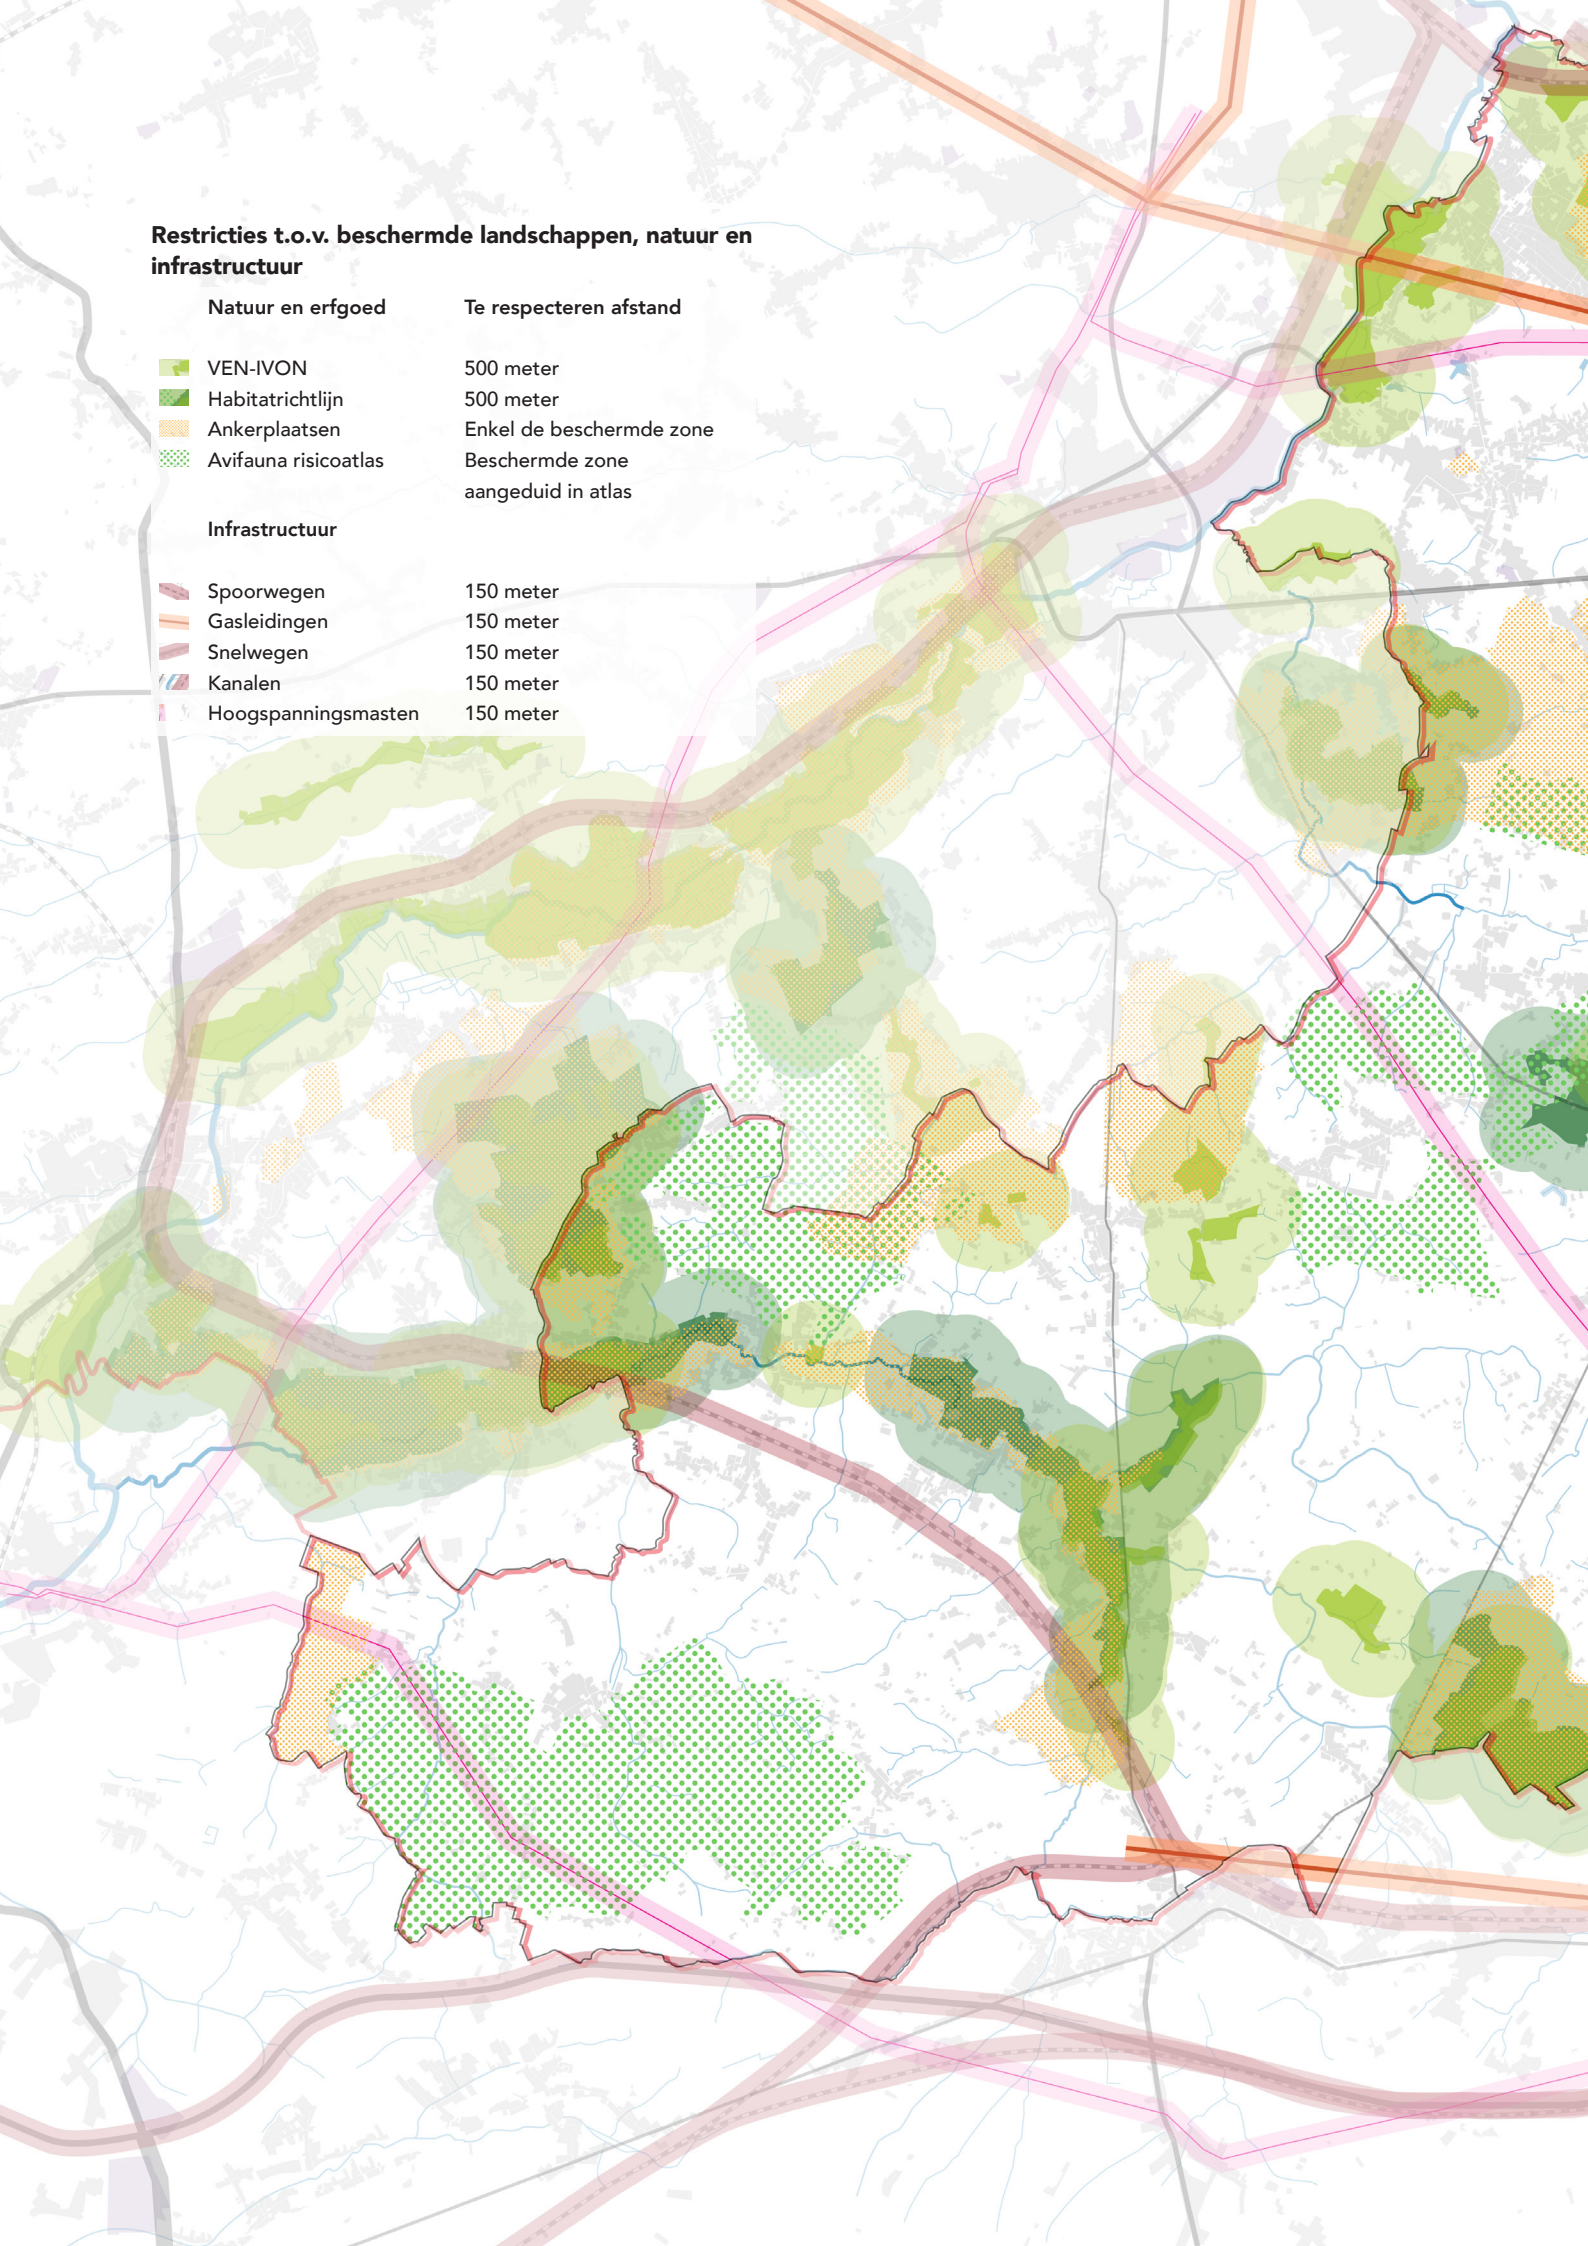 Restricties t.o.v. beschermde landschappen, natuur en
infrastructuur
Natuur en erfgoed Te respecteren afstand
VEN-IVON 500 meter
Habitatrichtlijn 500 meter
Ankerplaatsen Enkel de beschermde zone
Avifauna risicoatlas Beschermde zone
aangeduid in atlas
Infrastructuur
Spoorwegen 150 meter
Gasleidingen 150 meter
Snelwegen 150 meter
Kanalen 150 meter
Hoogspanningsmasten 150 meter